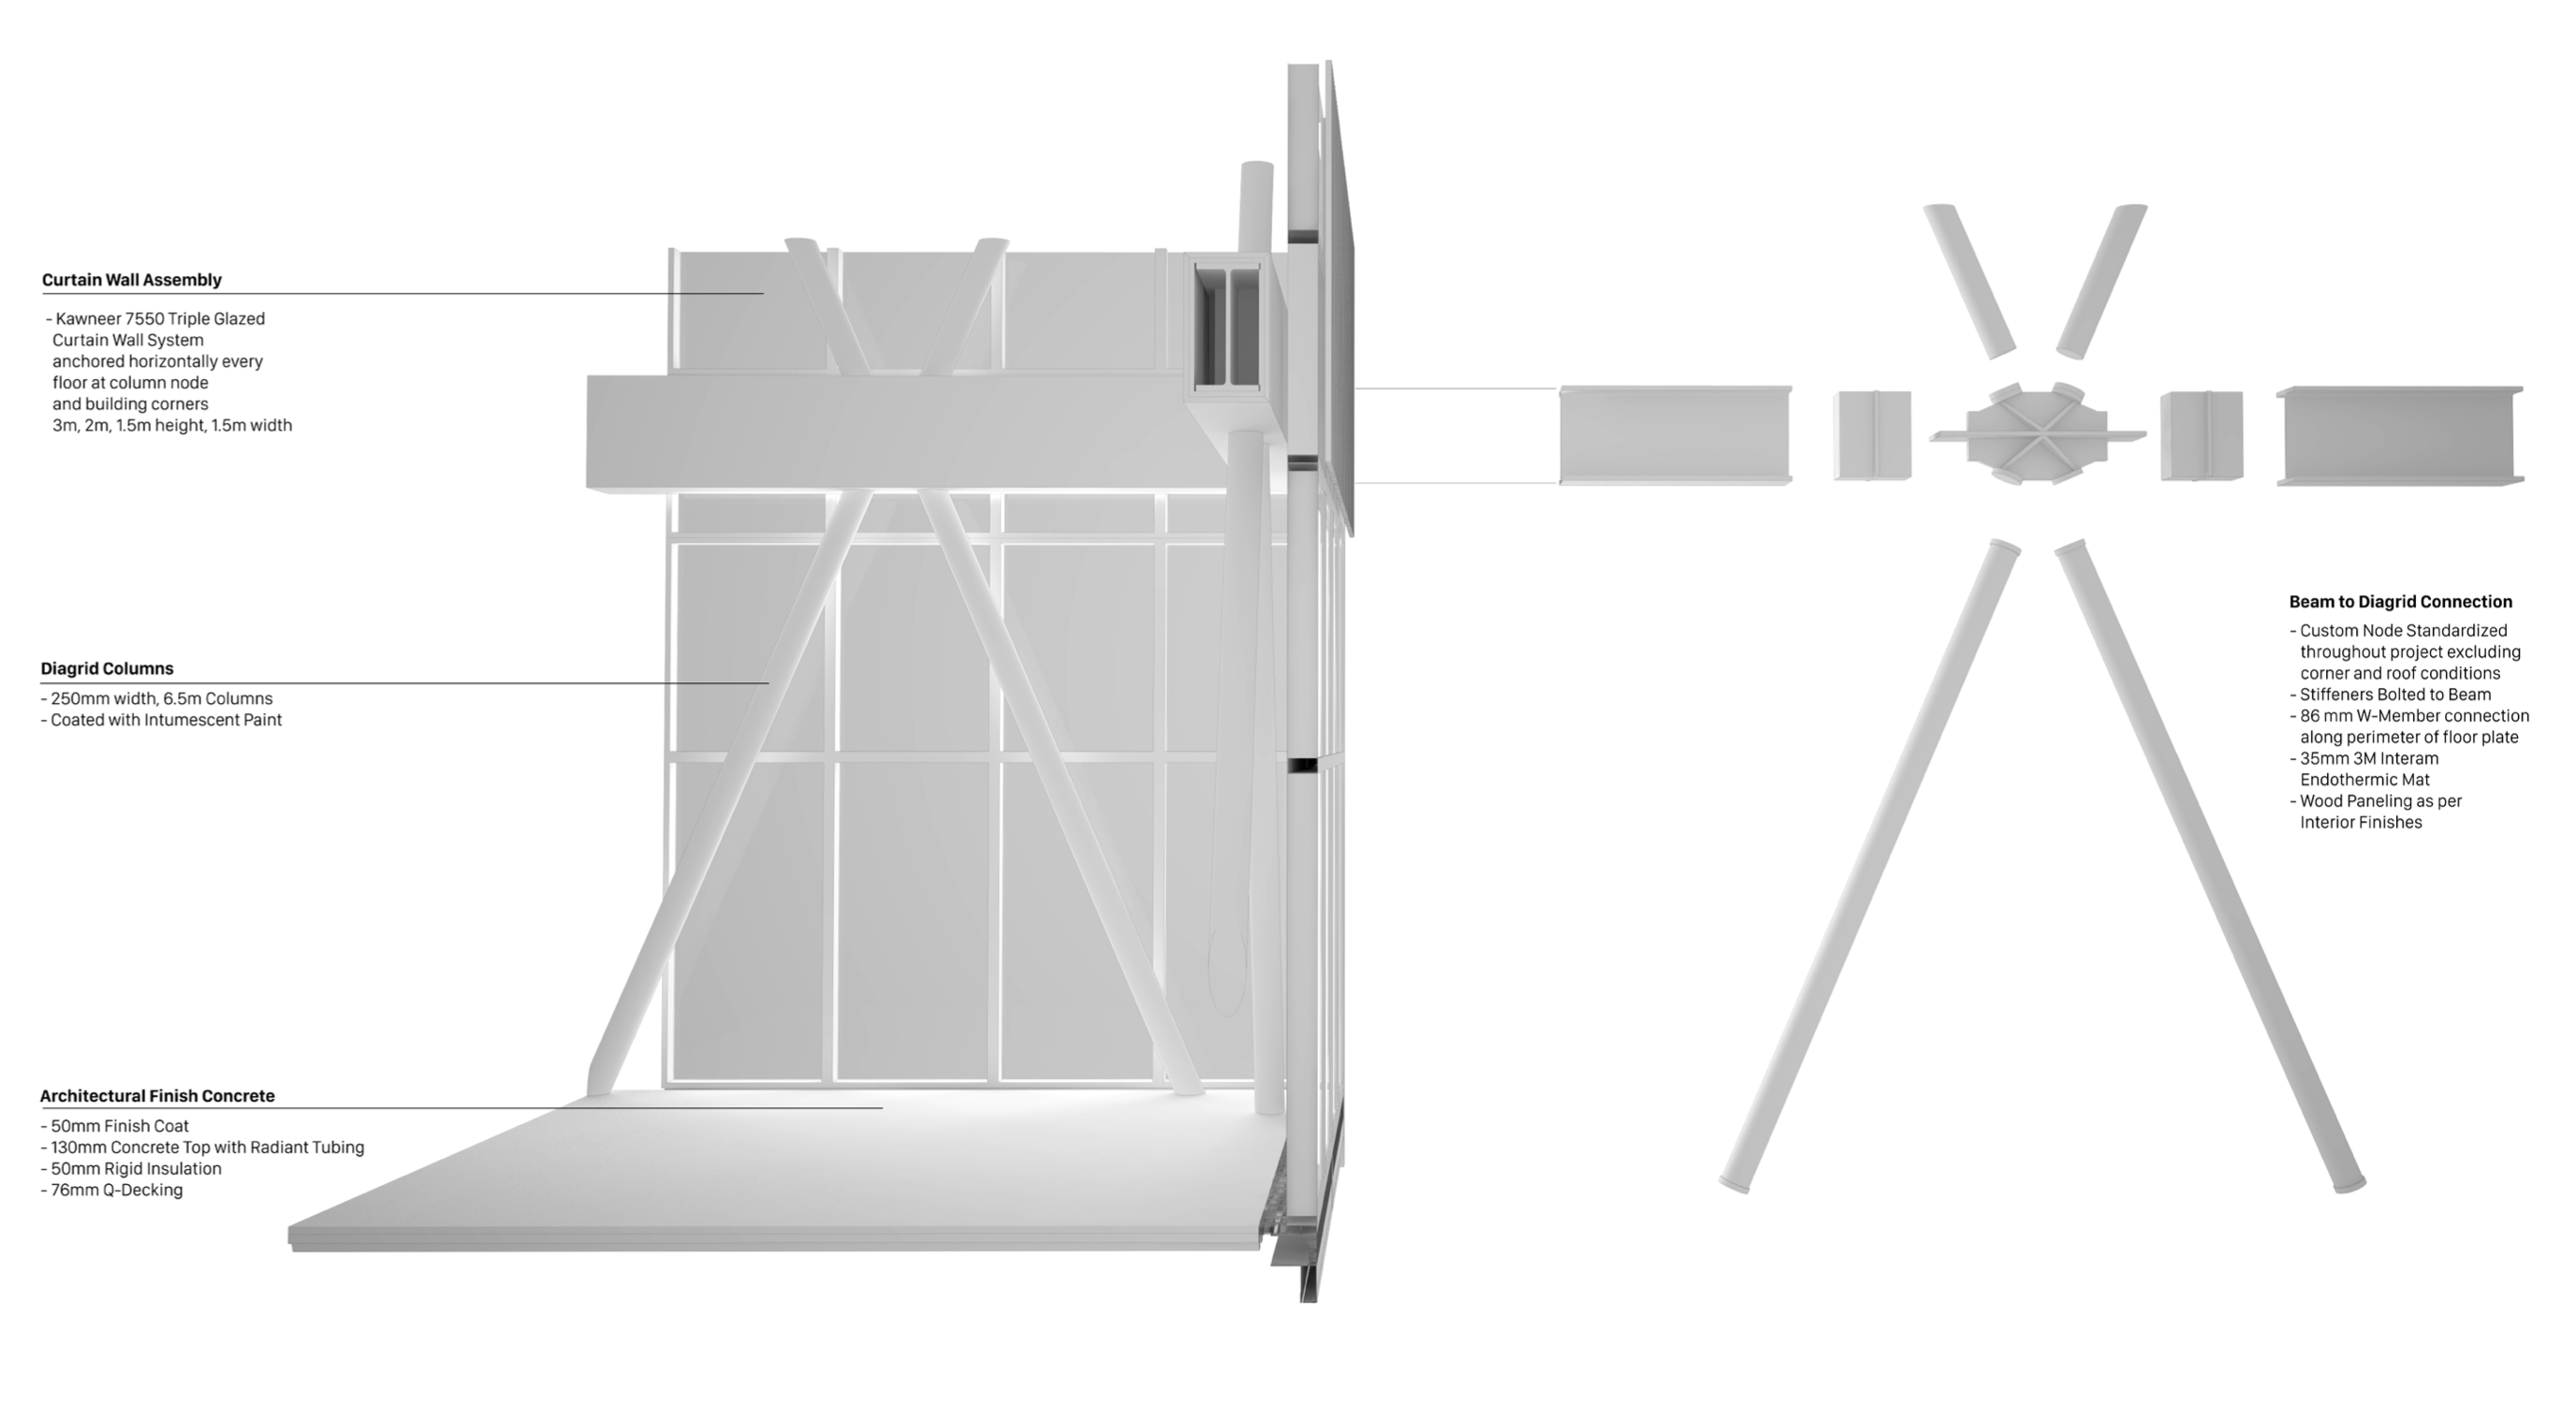 Curtain Wall Assembly
- Kawneer 7550 Triple Glazed
Curtain Wall System
anchored horizontally every
floor at column node
and building corners
3m, 2m, 1.5m height, 1.5m width
Diagrid Columns
- 250mm width, 6.5m Columns
- Coated with Intumescent Paint
Architectural Finish Concrete
- 50mm Finish Coat
- 130mm Concrete Top with Radiant Tubing
- 50mm Rigid Insulation
- 76mm Q-Decking
Beam to Diagrid Connection
- Custom Node Standardized
throughout project excluding
corner and roof conditions
- Stiffeners Bolted to Beam
- 86 mm W-Member connection
along perimeter of floor plate
- 35mm 3M Interam
Endothermic Mat
- Wood Paneling as per
Interior Finishes